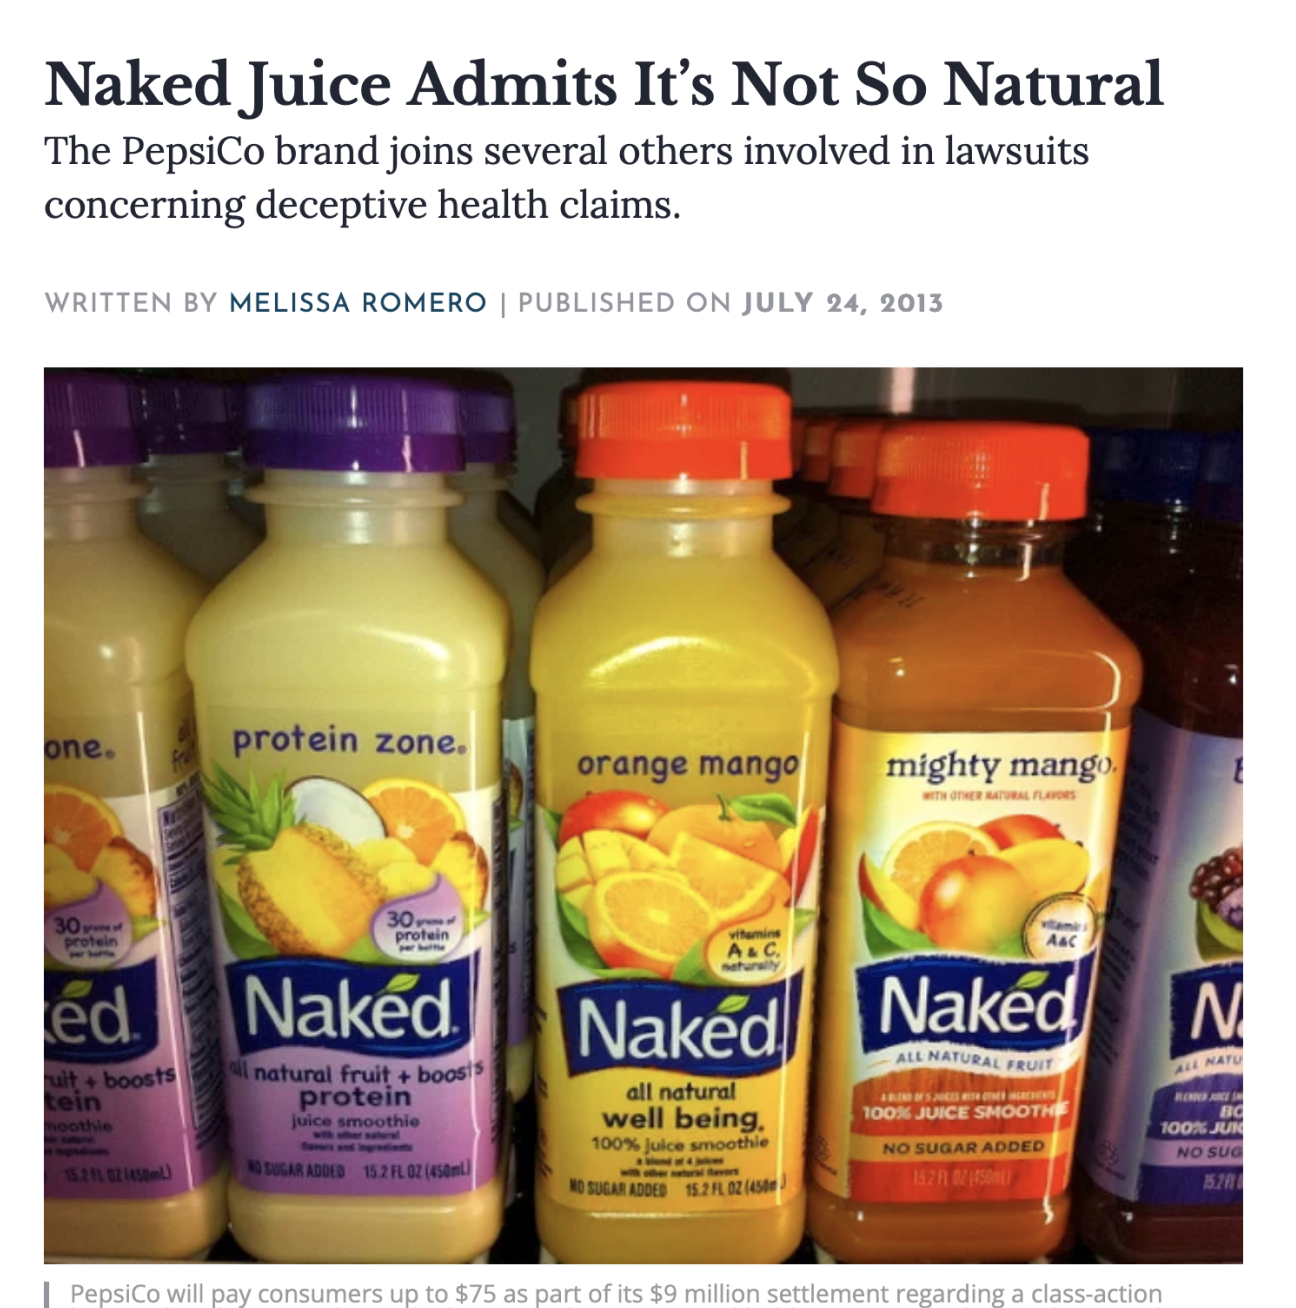 Naked Juice Admits It's Not So Natural
The PepsiCo brand joins several others involved in lawsuits
concerning deceptive health claims.
WRITTEN BY MELISSA ROMERO | PUBLISHED ON JULY 24, 2013
one.
30 grams of
protein
per bottle
ed.
ruit + boosts
tein
moothie
15.2 FL OZ (450mL)
protein zone.
30 grams of
protein
per bottle
Naked.
all natural fruit + boosts
protein
juice smoothie
with other natural
flavors and ingredients
NO SUGAR ADDED 15.2 FL OZ (450mL)
orange mango
vitamins
A & C,
naturally
Naked
all natural
well being.
100% juice smoothie
a blend of 4 juices
with other natural flavors
NO SUGAR ADDED 15.2 FL OZ (450m
mighty mango.
WITH OTHER NATURAL FLAVORS
vitamins
A&C
Naked
ALL NATURAL FRUIT
A BLEND OF 5 JUICES WITH OTHER INGREDIENTS
100% JUICE SMOOTHIE
NO SUGAR ADDED
15.2 FL OZ (450mL)
N
ALL NATU
100% JUI
NO SUG
15.2 Fl
PepsiCo will pay consumers up to $75 as part of its $9 million settlement regarding a class-action